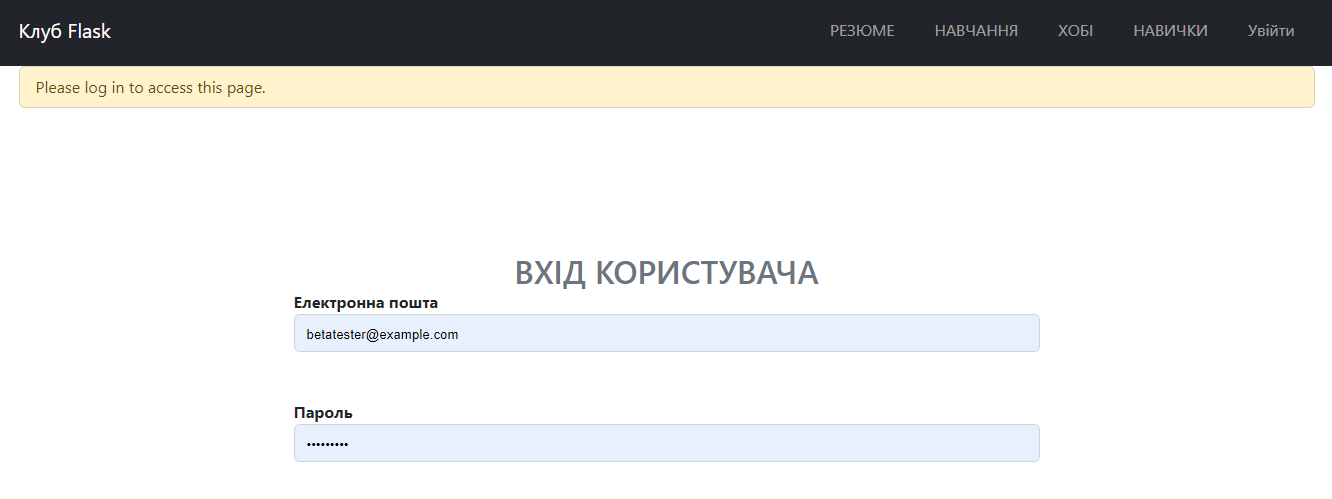 Клуб Flask РЕЗЮМЕ НАВЧАННЯ ХОБІ НАВИЧКИ Увійти
Please log in to access this page.
ВХІД КОРИСТУВАЧА
Електронна пошта
betatester@example.com
Пароль
•••••••••